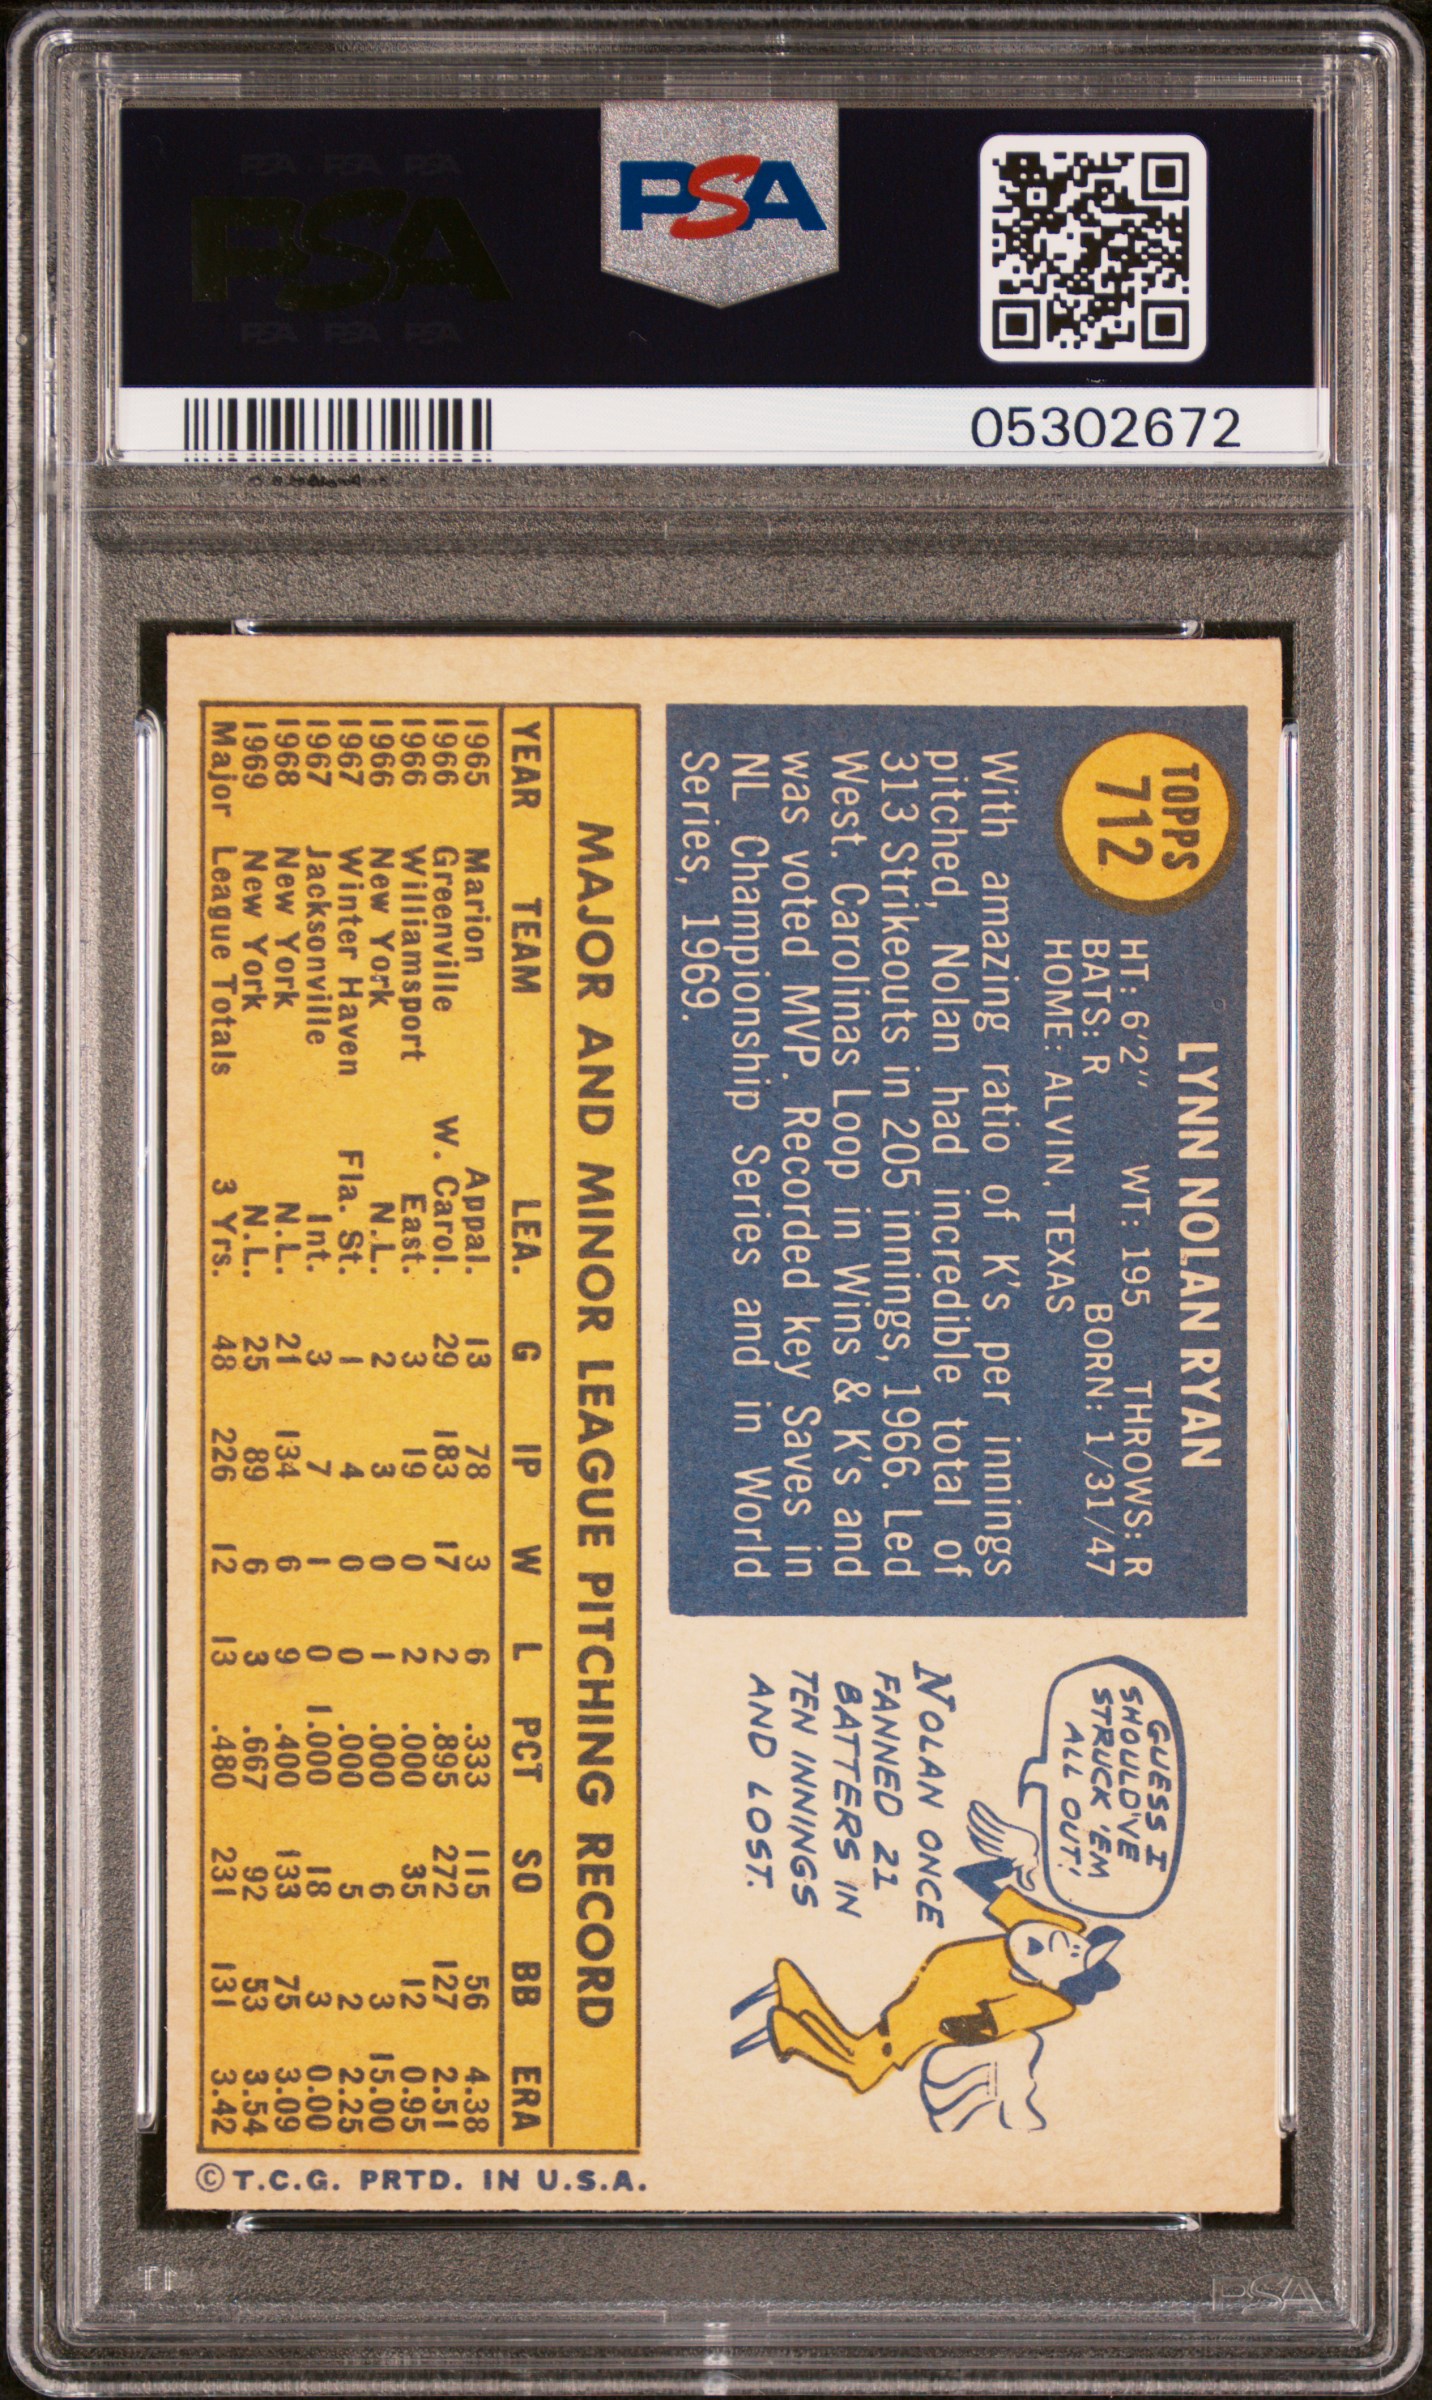 PSA PSA PSA
PSA
PSA PSA PSA
PSA
05302672
TOPPS
712
LYNN NOLAN RYAN
HT: 6'2" WT: 195 THROWS: R
BATS: R BORN: 1/31/47
HOME: ALVIN, TEXAS
With amazing ratio of K's per innings
pitched, Nolan had incredible total of
313 Strikeouts in 205 innings, 1966. Led
West. Carolinas Loop in Wins & K's and
was voted MVP. Recorded key Saves in
NL Championship Series and in World
Series, 1969.
GUESS I
SHOULD'VE
STRUCK 'EM
ALL OUT!
NOLAN ONCE
FANNED 21
BATTERS IN
TEN INNINGS
AND LOST.
MAJOR AND MINOR LEAGUE PITCHING RECORD
YEAR TEAM LEA. G IP W L PCT SO BB ERA
1965 Marion Appal. 13 78 3 6 .333 115 56 4.38
1966 Greenville W. Carol. 29 183 17 2 .895 272 127 2.51
1966 Williamsport East. 3 19 0 2 .000 35 12 0.95
1966 New York N.L. 2 3 0 1 .000 6 3 15.00
1967 Winter Haven Fla. St. 1 4 0 0 .000 5 2 2.25
1967 Jacksonville Int. 3 7 1 0 1.000 18 3 0.00
1968 New York N.L. 21 134 6 9 .400 133 75 3.09
1969 New York N.L. 25 89 6 3 .667 92 53 3.54
Major League Totals 3 Yrs. 48 226 12 13 .480 231 131 3.42
© T.C.G. PRTD. IN U.S.A.
PSA